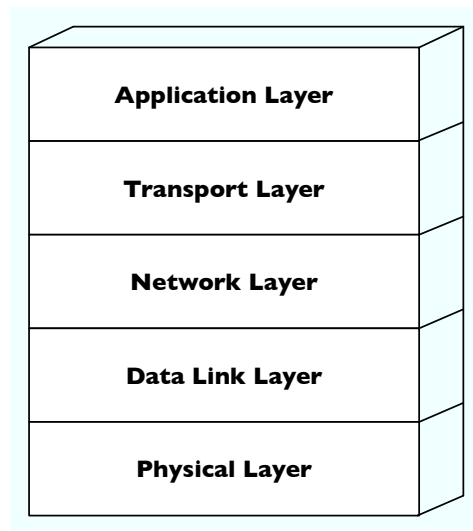 Application Layer
Transport Layer
Network Layer
Data Link Layer
Physical Layer